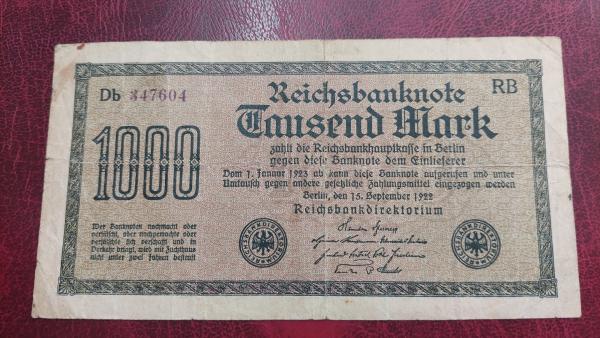 Db 347604
RB
Reichsbanknote
Tausend Mark
1000
zahlt die Reichsbankhauptkasse in Berlin
gegen diese Banknote dem Einlieferer
Vom 1. Januar 1923 ab kann diese Banknote aufgerufen und unter
Umtausch gegen andere gesetzliche Zahlungsmittel eingezogen werden
Berlin, den 15. September 1922
Reichsbankdirektorium
Wer Banknoten nachmacht oder
verfälscht, oder nachgemachte oder
verfälschte sich verschafft und in
Verkehr bringt, wird mit Zuchthaus
nicht unter zwei Jahren bestraft